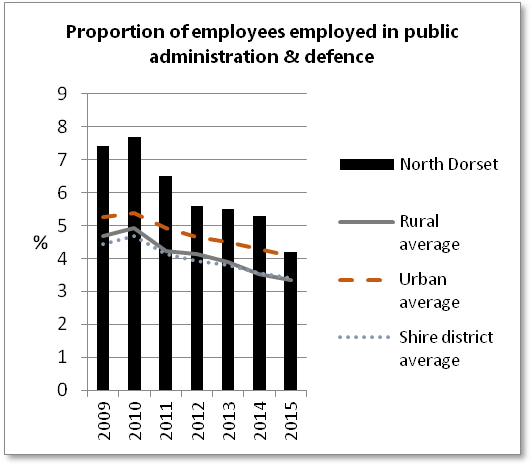 Proportion of employees employed in public
administration & defence
9
8
7
6
5
4
3
2
1
0
%
2009
2010
2011
2012
2013
2014
2015
North Dorset
Rural
average
Urban
average
Shire district
average